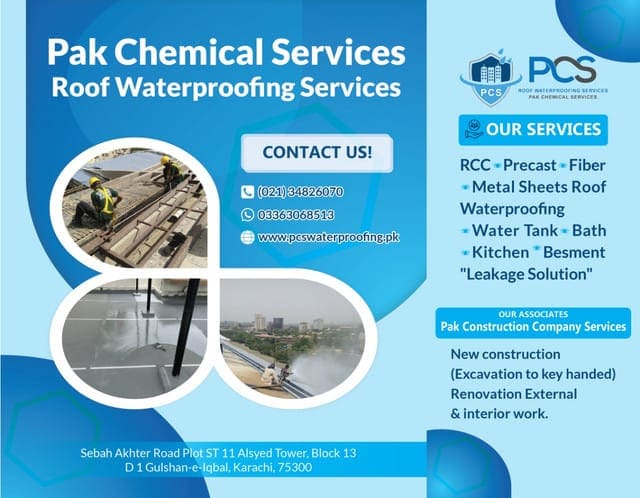 Pak Chemical Services
Roof Waterproofing Services
CONTACT US!
(021) 34826070
03363068513
www.pcswaterproofing.pk
Sebah Akhter Road Plot ST 11 Alsyed Tower, Block 13
D 1 Gulshan-e-Iqbal, Karachi, 75300
PCS
PCS
ROOF WATERPROOFING SERVICES
PAK CHEMICAL SERVICES
OUR SERVICES
RCC Precast Fiber
Metal Sheets Roof
Waterproofing
Water Tank Bath
Kitchen Besment
"Leakage Solution"
OUR ASSOCIATES
Pak Construction Company Services
New construction
(Excavation to key handed)
Renovation External
& interior work.